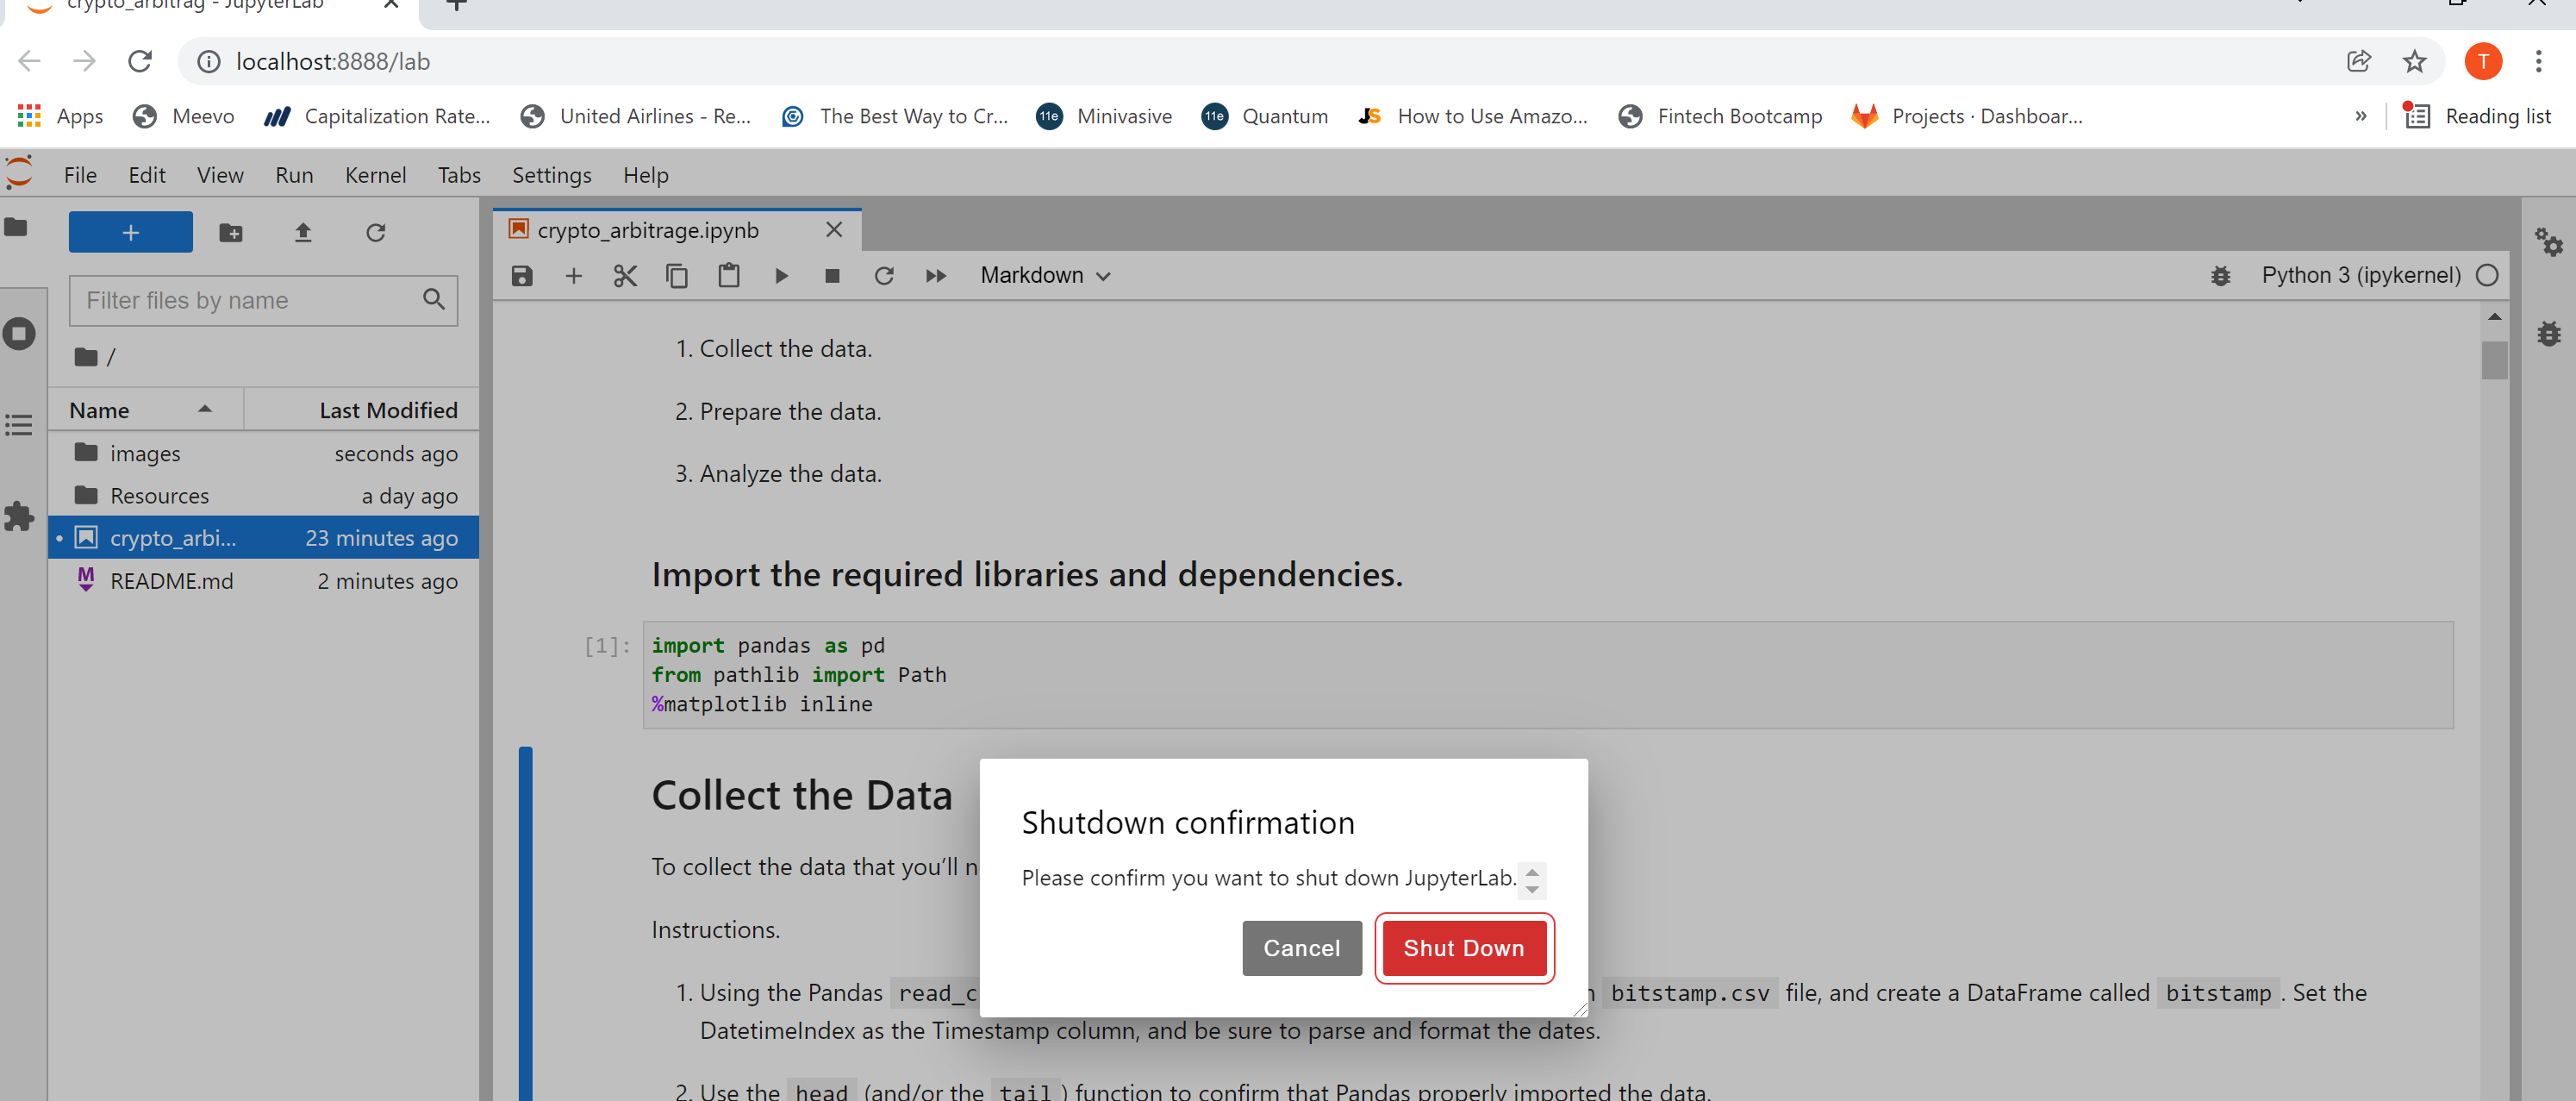 crypto_arbitrag - JupyterLab
localhost:8888/lab
T
Apps Meevo Capitalization Rate... United Airlines - Re... The Best Way to Cr... 11e Minivasive 11e Quantum JS How to Use Amazo... Fintech Bootcamp Projects · Dashboar... » Reading list
File Edit View Run Kernel Tabs Settings Help
crypto_arbitrage.ipynb
Markdown
Python 3 (ipykernel)
Filter files by name
/
Name Last Modified
images seconds ago
Resources a day ago
crypto_arbi... 23 minutes ago
M README.md 2 minutes ago
1. Collect the data.
2. Prepare the data.
3. Analyze the data.
Import the required libraries and dependencies.
[1]: import pandas as pd
from pathlib import Path
%matplotlib inline
Collect the Data
To collect the data that you’ll n
Instructions.
1. Using the Pandas read_c n bitstamp.csv file, and create a DataFrame called bitstamp . Set the
DatetimeIndex as the Timestamp column, and be sure to parse and format the dates.
2. Use the head (and/or the tail ) function to confirm that Pandas properly imported the data.
Shutdown confirmation
Please confirm you want to shut down JupyterLab.
Cancel Shut Down